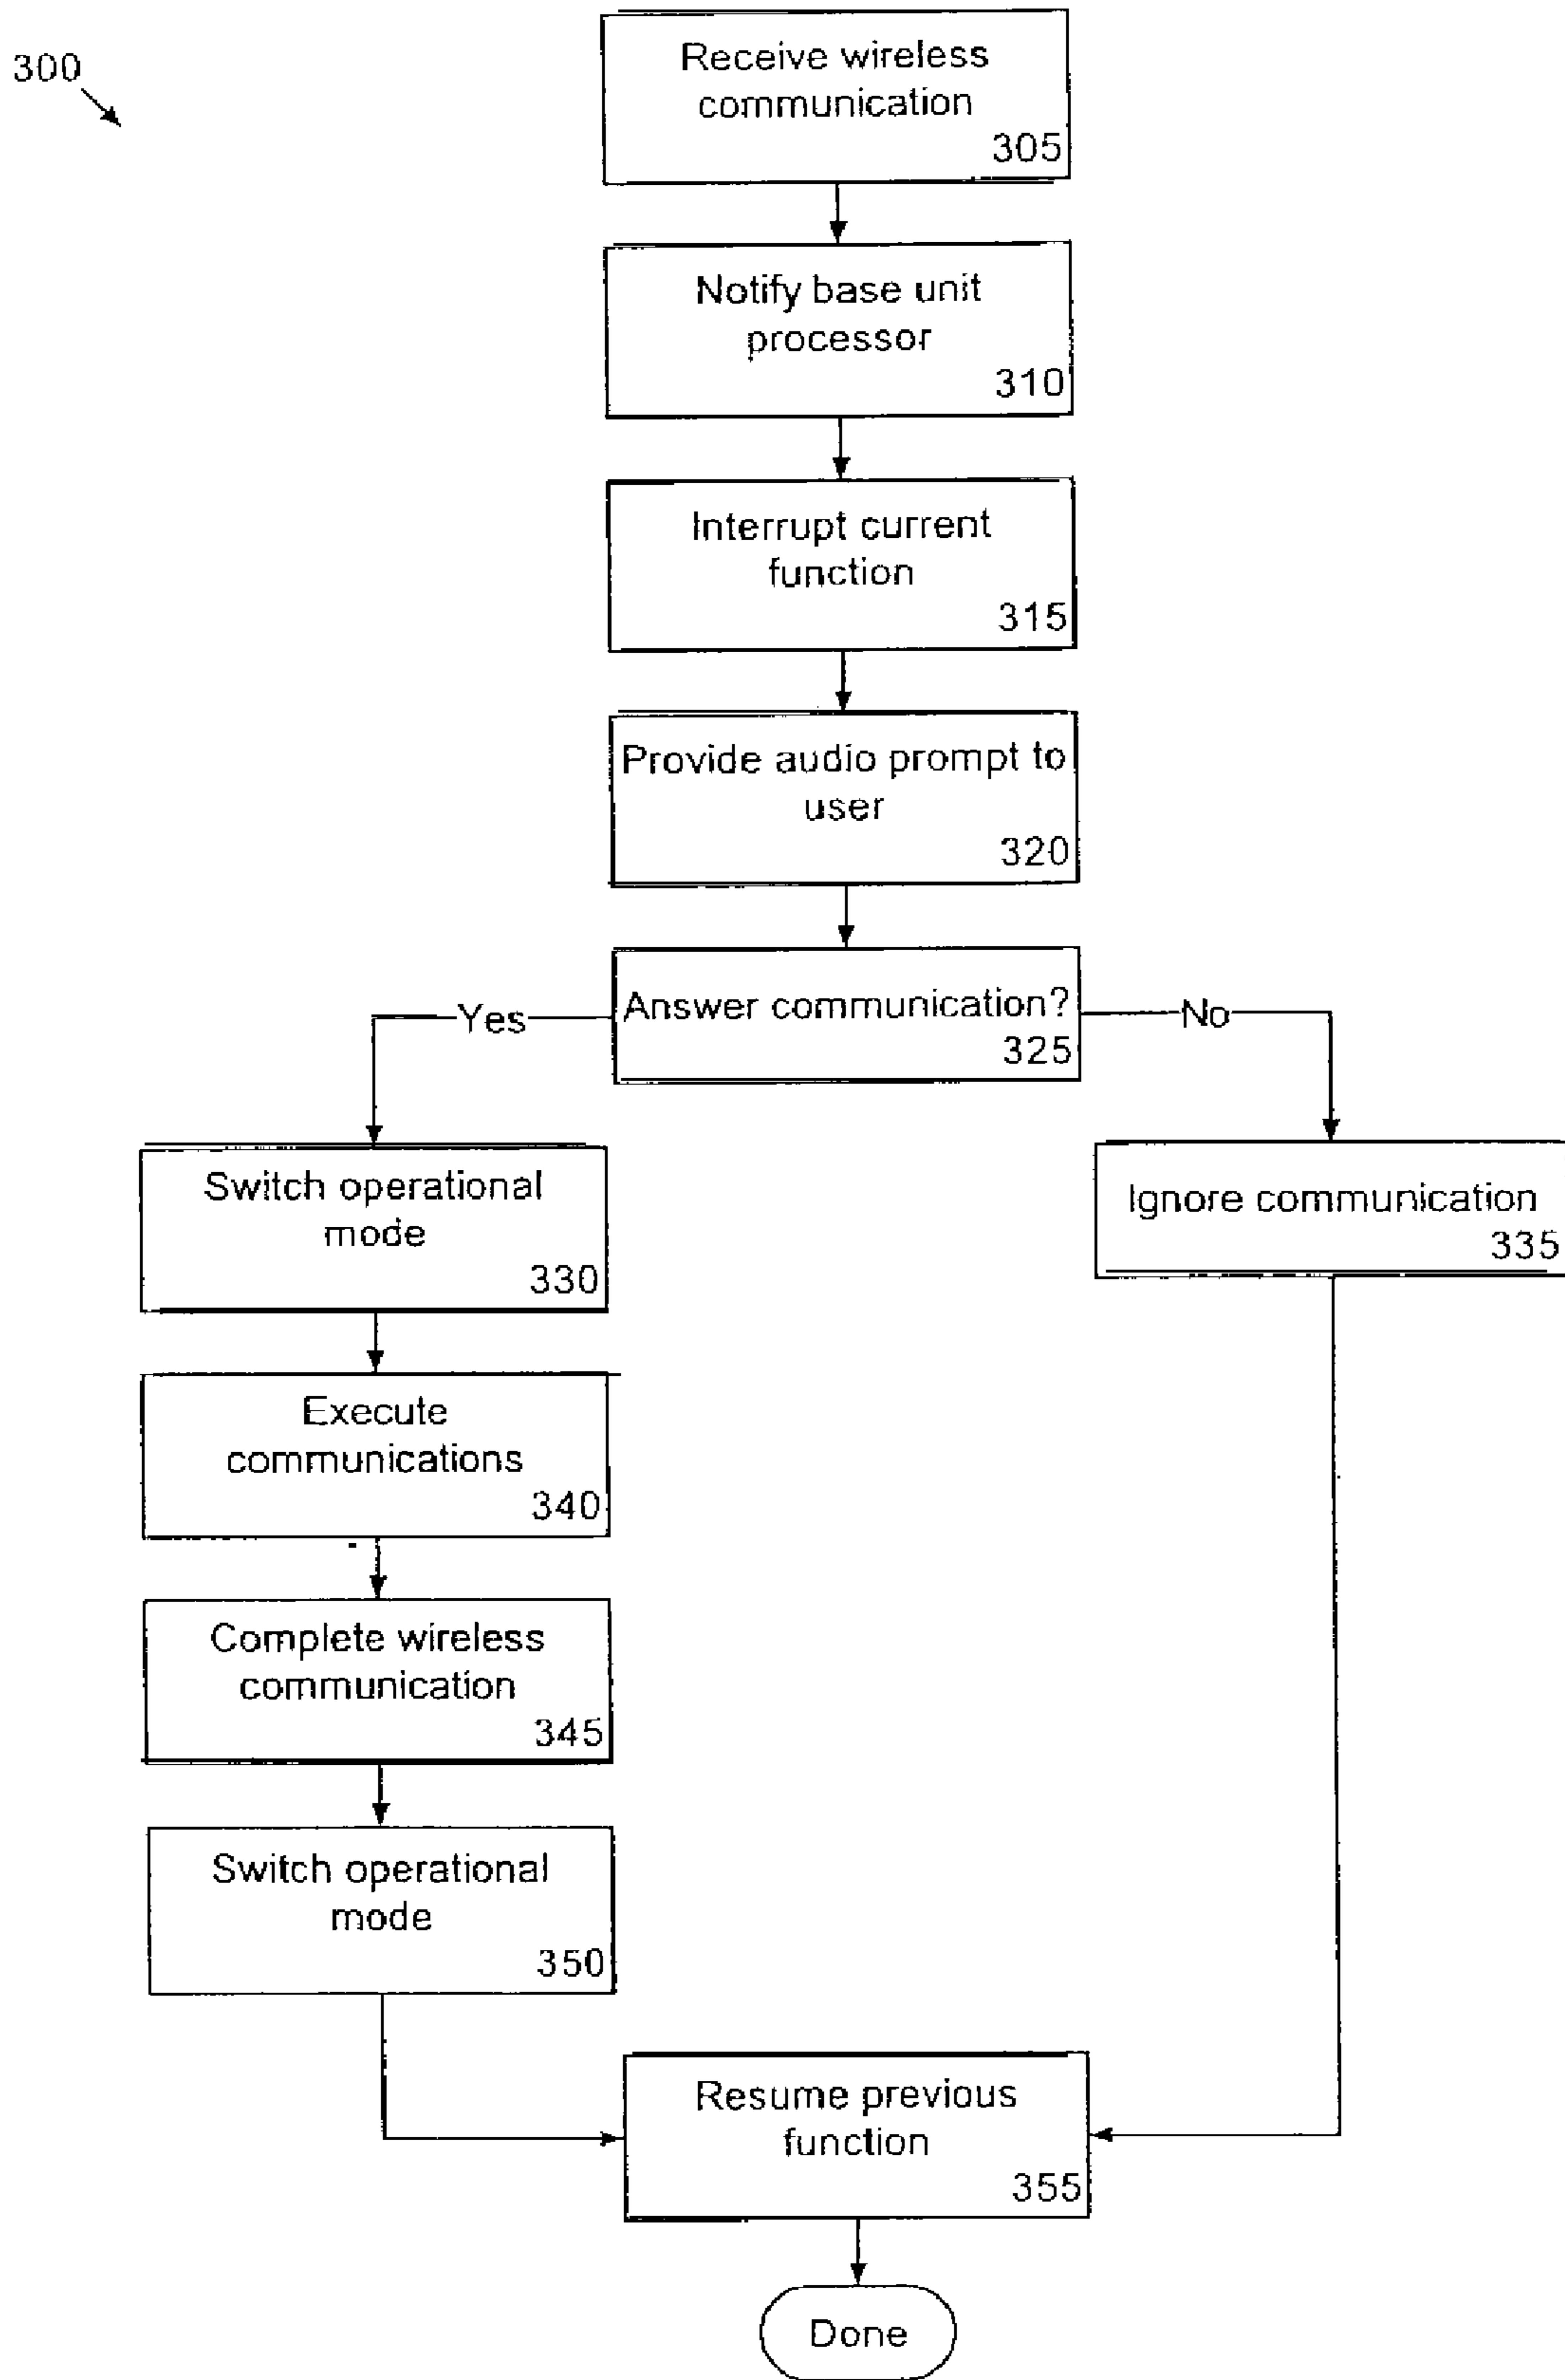 300
Receive wireless
communication
305
Notify base unit
processor
310
Interrupt current
function
315
Provide audio prompt to
user
320
Answer communication?
325
Yes
No
Switch operational
mode
330
Ignore communication
335
Execute
communications
340
Complete wireless
communication
345
Switch operational
mode
350
Resume previous
function
355
Done